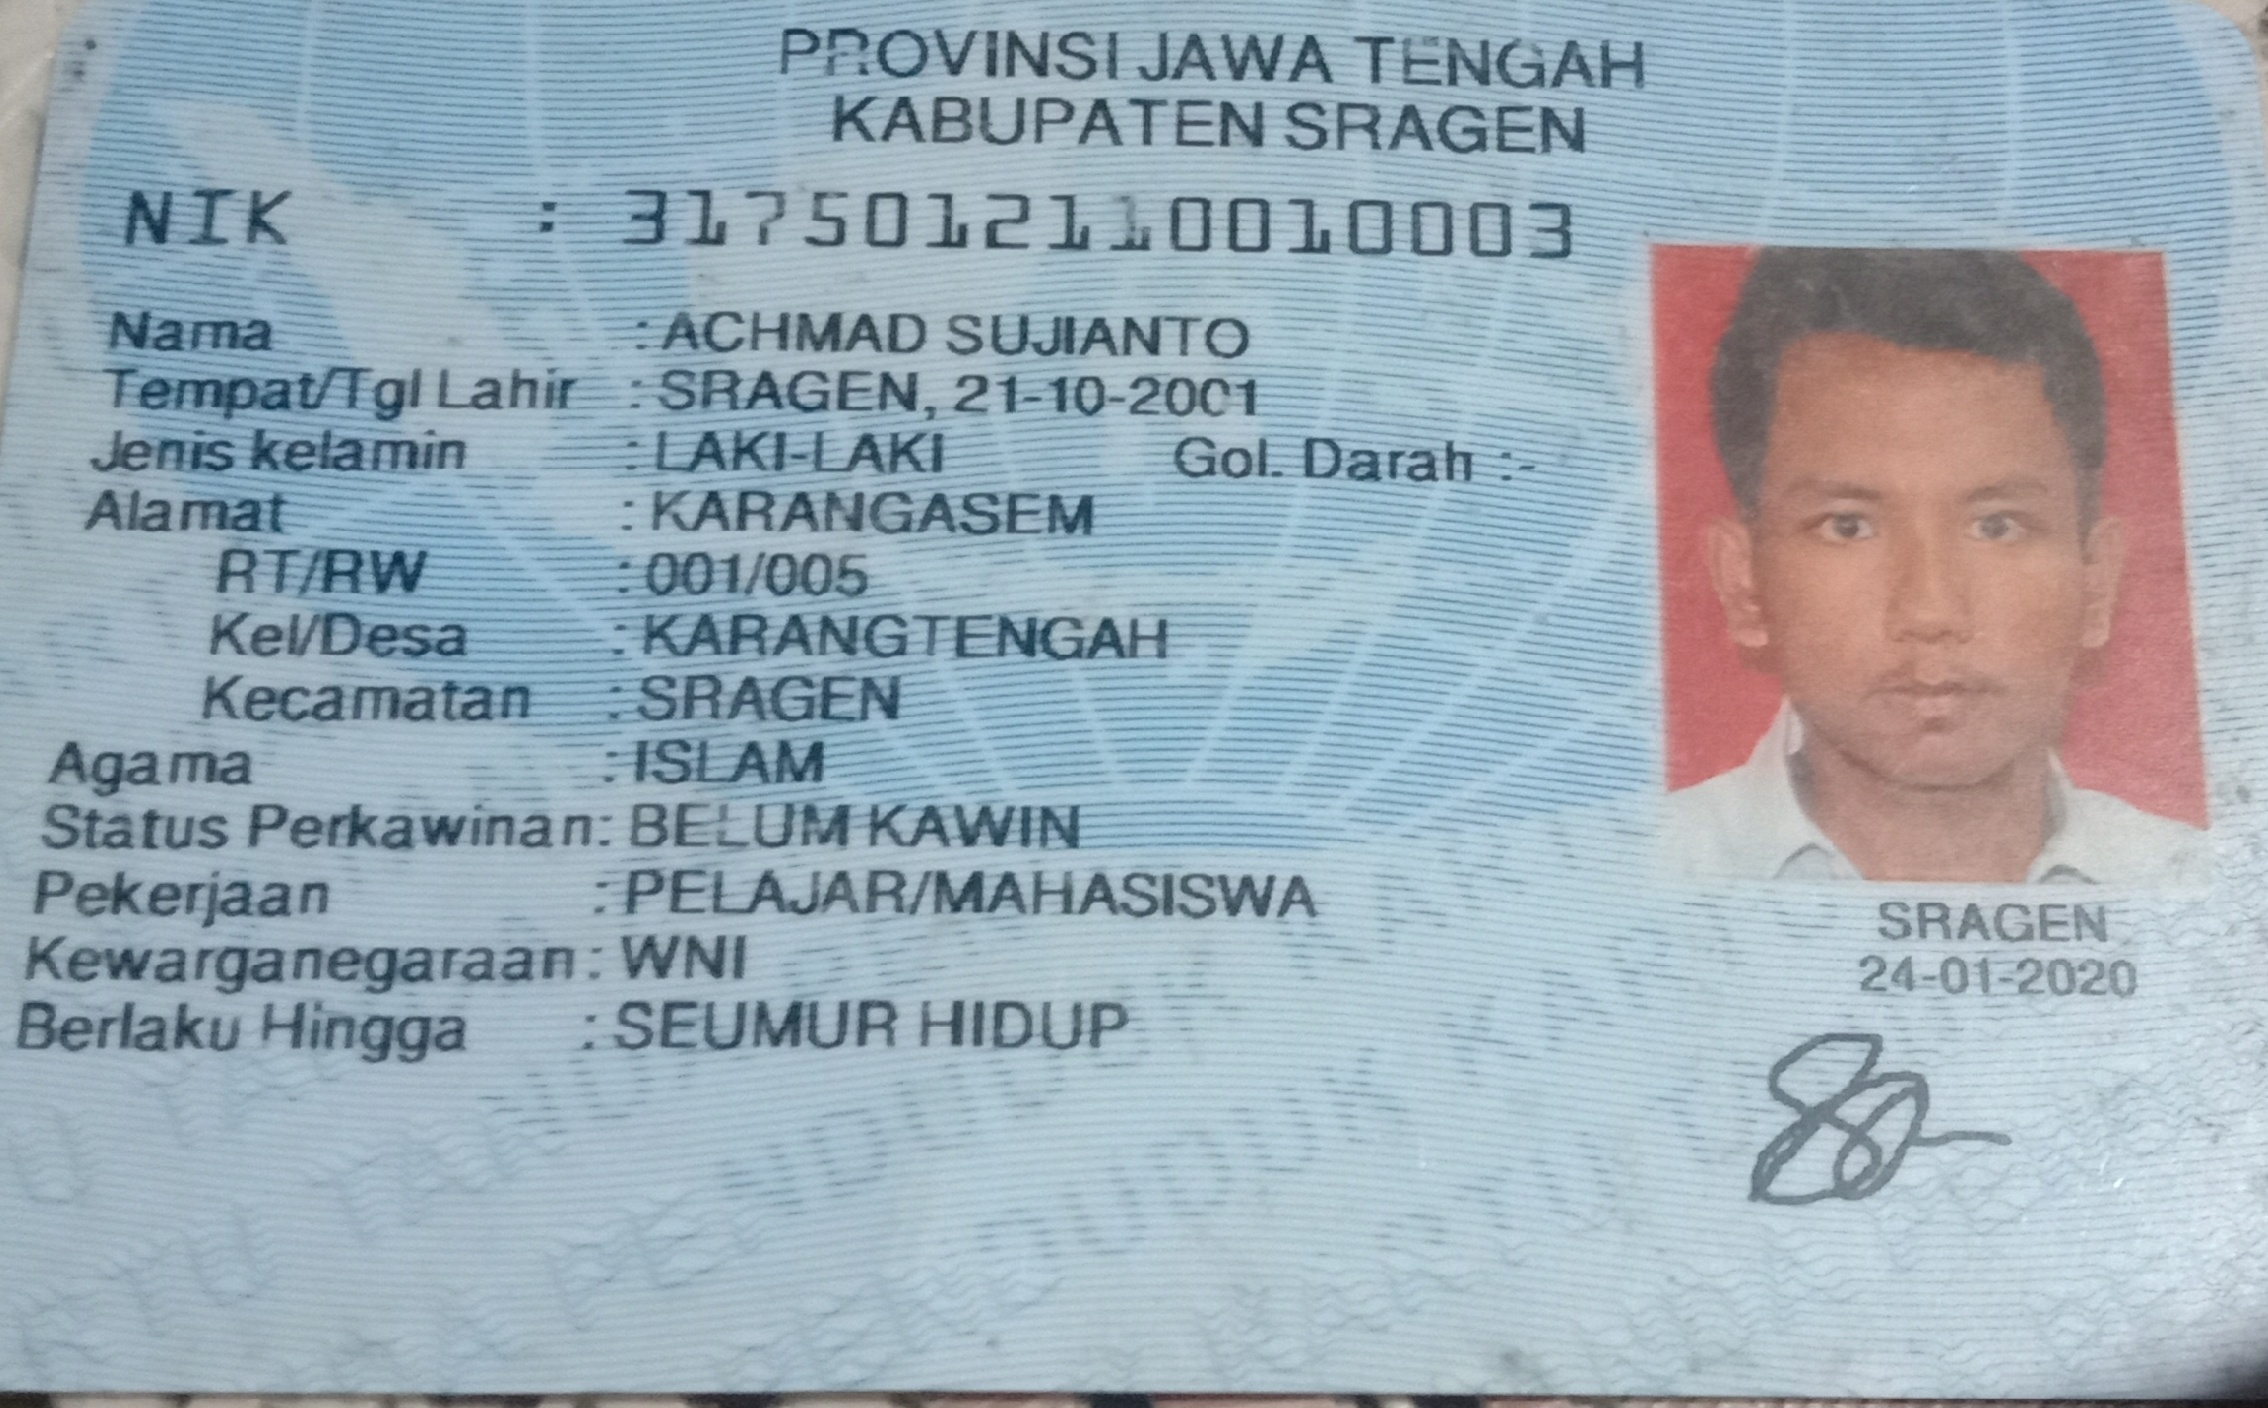 PROVINSI JAWA TENGAH
KABUPATEN SRAGEN
NIK : 3175012110010003
Nama : ACHMAD SUJIANTO
Tempat/Tgl Lahir : SRAGEN, 21-10-2001
Jenis kelamin : LAKI-LAKI Gol. Darah :-
Alamat : KARANGASEM
RT/RW : 001/005
Kel/Desa : KARANGTENGAH
Kecamatan : SRAGEN
Agama : ISLAM
Status Perkawinan: BELUM KAWIN
Pekerjaan : PELAJAR/MAHASISWA
Kewarganegaraan: WNI
Berlaku Hingga : SEUMUR HIDUP
SRAGEN
24-01-2020